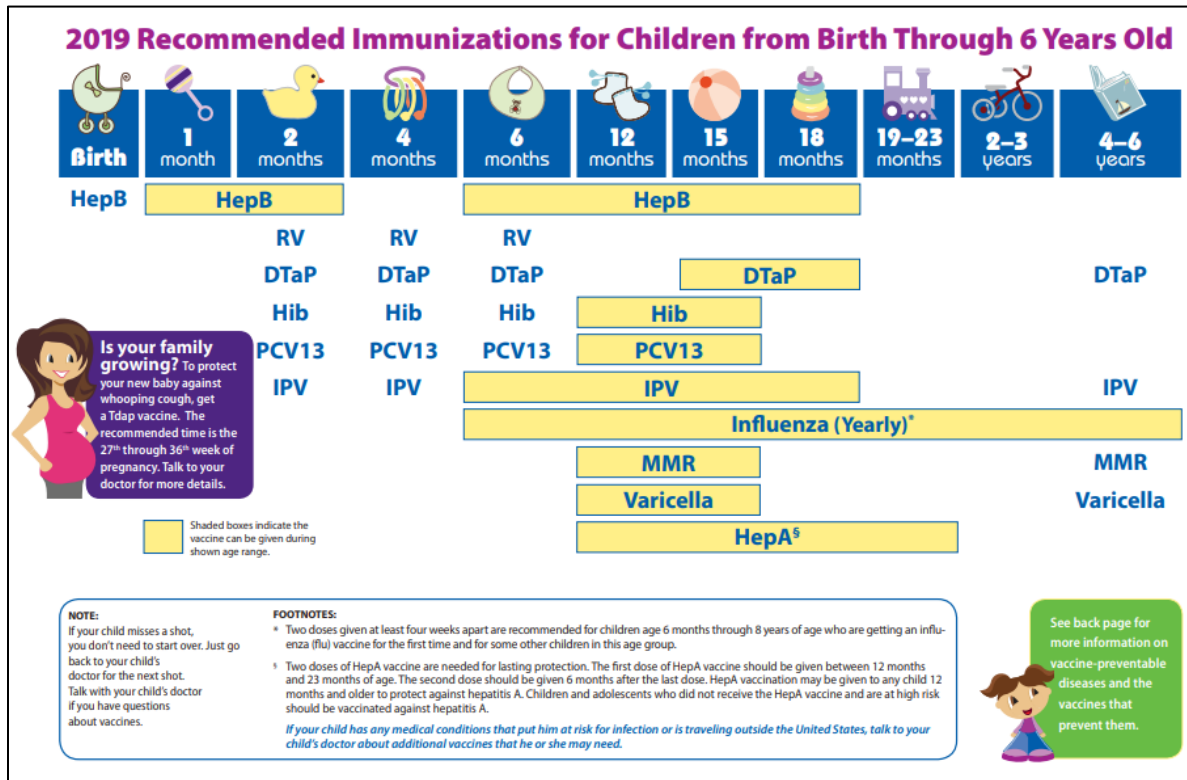 2019 Recommended Immunizations for Children from Birth Through 6 Years Old
Birth
1
month
2
months
4
months
6
months
12
months
15
months
18
months
19–23
months
2–3
years
4–6
years
HepB HepB HepB
RV RV RV
DTaP DTaP DTaP DTaP DTaP
Hib Hib Hib Hib
PCV13 PCV13 PCV13 PCV13
IPV IPV IPV IPV
Influenza (Yearly)*
MMR MMR
Varicella Varicella
HepA§
Is your family
growing? To protect
your new baby against
whooping cough, get
a Tdap vaccine. The
recommended time is the
27th through 36th week of
pregnancy. Talk to your
doctor for more details.
Shaded boxes indicate the
vaccine can be given during
shown age range.
NOTE:
If your child misses a shot,
you don't need to start over. Just go
back to your child's
doctor for the next shot.
Talk with your child's doctor
if you have questions
about vaccines.
FOOTNOTES:
* Two doses given at least four weeks apart are recommended for children age 6 months through 8 years of age who are getting an influ-
enza (flu) vaccine for the first time and for some other children in this age group.
§ Two doses of HepA vaccine are needed for lasting protection. The first dose of HepA vaccine should be given between 12 months
and 23 months of age. The second dose should be given 6 months after the last dose. HepA vaccination may be given to any child 12
months and older to protect against hepatitis A. Children and adolescents who did not receive the HepA vaccine and are at high risk
should be vaccinated against hepatitis A.
If your child has any medical conditions that put him at risk for infection or is traveling outside the United States, talk to your
child's doctor about additional vaccines that he or she may need.
See back page for
more information on
vaccine-preventable
diseases and the
vaccines that
prevent them.